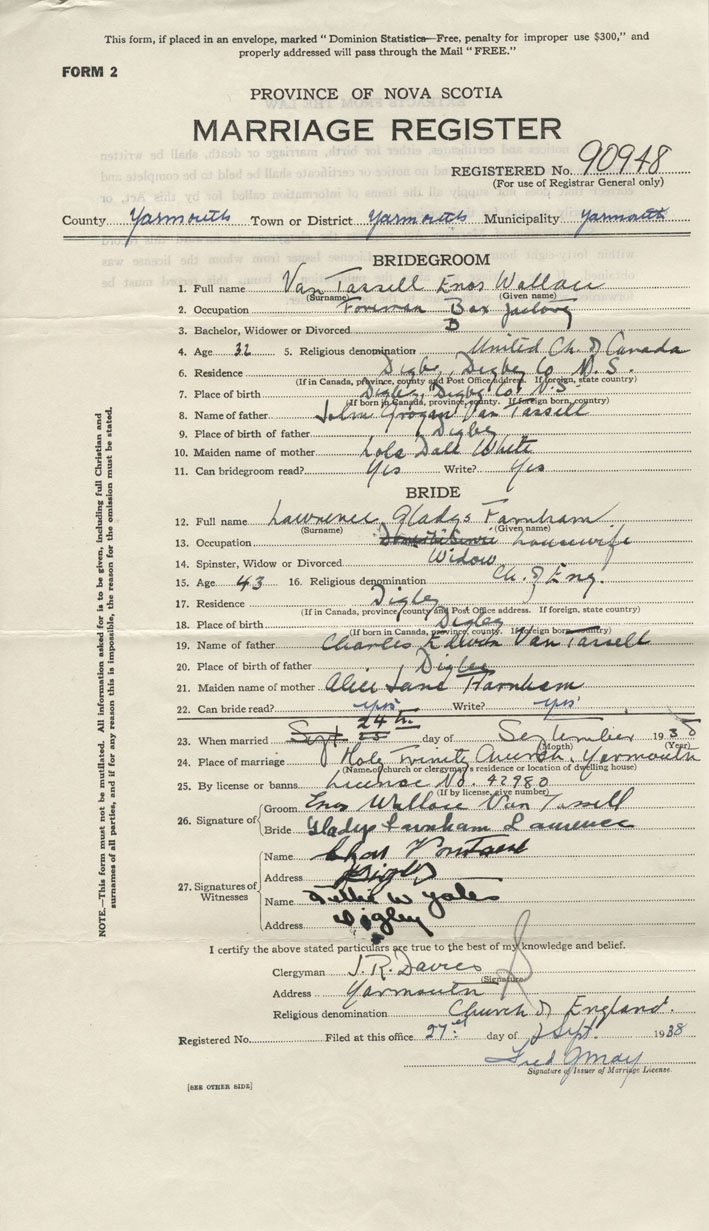 This form, if placed in an envelope, marked "Dominion Statistics—Free, penalty for improper use $300," and
properly addressed will pass through the Mail "FREE."
FORM 2
PROVINCE OF NOVA SCOTIA
MARRIAGE REGISTER
REGISTERED No. 90948
(For use of Registrar General only)
County Yarmouth Town or District Yarmouth Municipality Yarmouth
BRIDEGROOM
1. Full name Van Tassell Enos Wallace
(Surname) (Given name)
2. Occupation Foreman Box factory
3. Bachelor, Widower or Divorced B
4. Age 32 5. Religious denomination United Ch. of Canada
6. Residence Digby, Digby Co N.S.
(If in Canada, province, county and Post Office address. If foreign, state country)
7. Place of birth Digby, Digby Co. N.S.
(If born in Canada, province, county. If foreign born, country)
8. Name of father John Grogan Van Tassell
9. Place of birth of father Digby
10. Maiden name of mother Lola Dall White
11. Can bridegroom read? Yes Write? Yes
BRIDE
12. Full name Lawrence Gladys Farnham
(Surname) (Given name)
13. Occupation housewife
14. Spinster, Widow or Divorced Widow
15. Age 43 16. Religious denomination Ch. of Eng.
17. Residence Digby
(If in Canada, province, county and Post Office address. If foreign, state country)
18. Place of birth Digby
(If born in Canada, province, county. If foreign born—country)
19. Name of father Charles Edwin Van Tassell
20. Place of birth of father Digby
21. Maiden name of mother Alice Jane Farnham
22. Can bride read? Yes Write? Yes
23. When married Sept 25 24th day of September 1938
(Month) (Year)
24. Place of marriage Holy Trinity Church, Yarmouth
(Name of church or clergyman's residence or location of dwelling house)
25. By license or banns License No. 42980
(If by license, give number)
26. Signature of Groom Enos Wallace Van Tassell
Bride Gladys Farnham Lawrence
27. Signatures of Witnesses
Name Chas VanTassell
Address Digby
Name W Yates
Address Digby
I certify the above stated particulars are true to the best of my knowledge and belief.
Clergyman J. R. Davies
(Signature)
Address Yarmouth
Religious denomination Church of England.
Registered No. Filed at this office 27 day of Sept. 1938
Fred G May
Signature of Issuer of Marriage License.
[SEE OTHER SIDE]
NOTE.—This form must not be mutilated. All information asked for is to be given, including full Christian and
surnames of all parties, and if for any reason this is impossible, the reason for the omission must be stated.